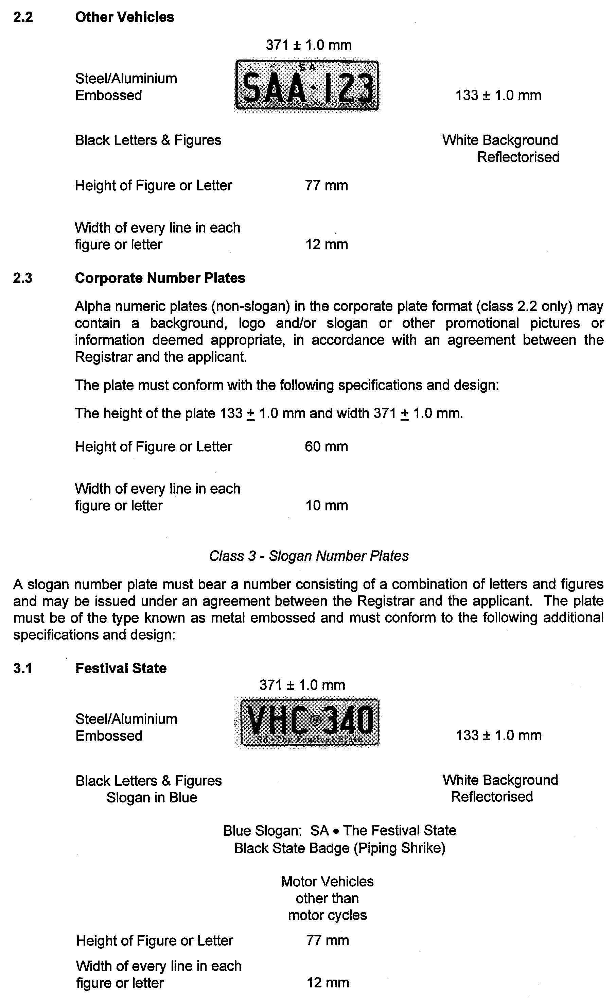 2.2 Other Vehicles
371 ± 1.0 mm
SA
SAA·123
Steel/Aluminium
Embossed
133 ± 1.0 mm
Black Letters & Figures
White Background
Reflectorised
Height of Figure or Letter 77 mm
Width of every line in each
figure or letter 12 mm
2.3 Corporate Number Plates
Alpha numeric plates (non-slogan) in the corporate plate format (class 2.2 only) may
contain a background, logo and/or slogan or other promotional pictures or
information deemed appropriate, in accordance with an agreement between the
Registrar and the applicant.
The plate must conform with the following specifications and design:
The height of the plate 133 ± 1.0 mm and width 371 ± 1.0 mm.
Height of Figure or Letter 60 mm
Width of every line in each
figure or letter 10 mm
Class 3 - Slogan Number Plates
A slogan number plate must bear a number consisting of a combination of letters and figures
and may be issued under an agreement between the Registrar and the applicant. The plate
must be of the type known as metal embossed and must conform to the following additional
specifications and design:
3.1 Festival State
371 ± 1.0 mm
VHC 340
SA•The Festival State
Steel/Aluminium
Embossed
133 ± 1.0 mm
Black Letters & Figures
Slogan in Blue
White Background
Reflectorised
Blue Slogan: SA • The Festival State
Black State Badge (Piping Shrike)
Motor Vehicles
other than
motor cycles
Height of Figure or Letter 77 mm
Width of every line in each
figure or letter 12 mm